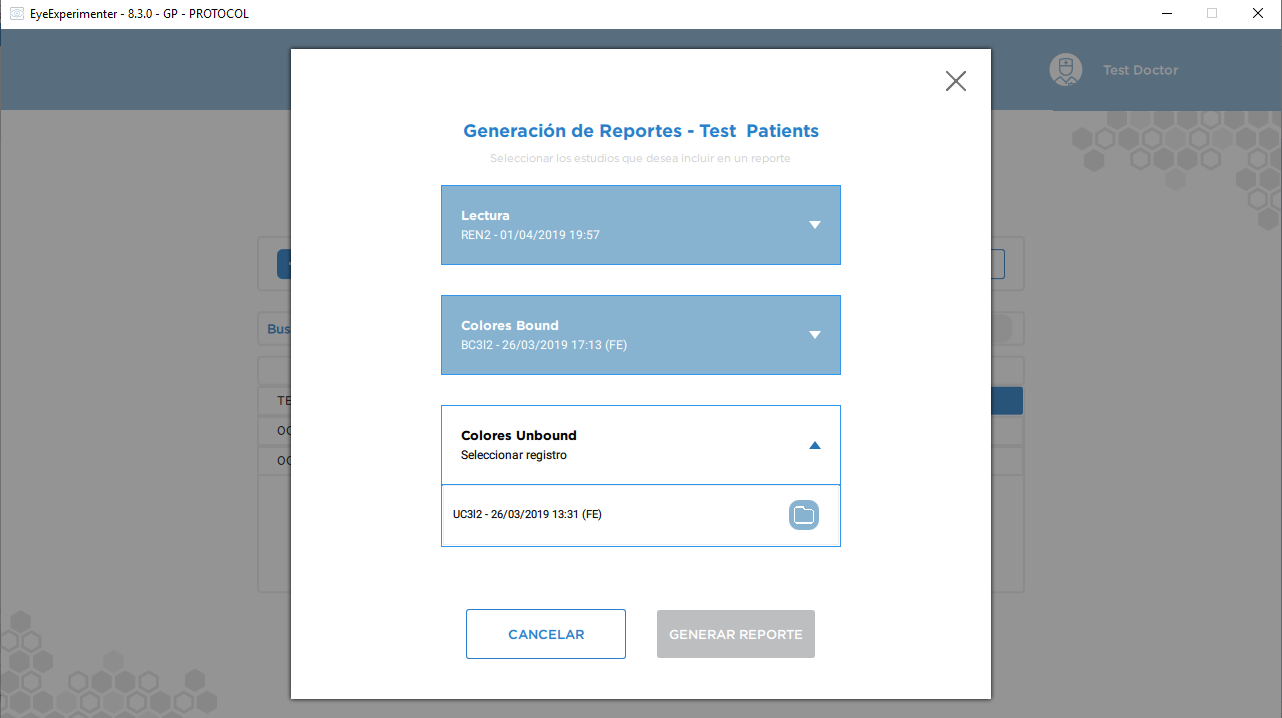 EyeExperimenter - 8.3.0 - GP - PROTOCOL
Test Doctor
Generación de Reportes - Test  Patients
Seleccionar los estudios que desea incluir en un reporte
Lectura
REN2 - 01/04/2019 19:57
Colores Bound
BC3I2 - 26/03/2019 17:13 (FE)
Colores Unbound
Seleccionar registro
UC3I2 - 26/03/2019 13:31 (FE)
CANCELAR
GENERAR REPORTE
Bus
TE